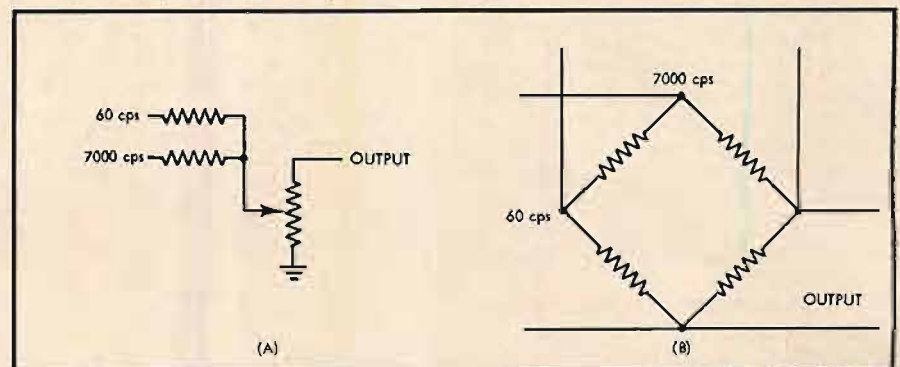 60 cps
7000 cps
OUTPUT
(A)
7000 cps
60 cps
OUTPUT
(B)